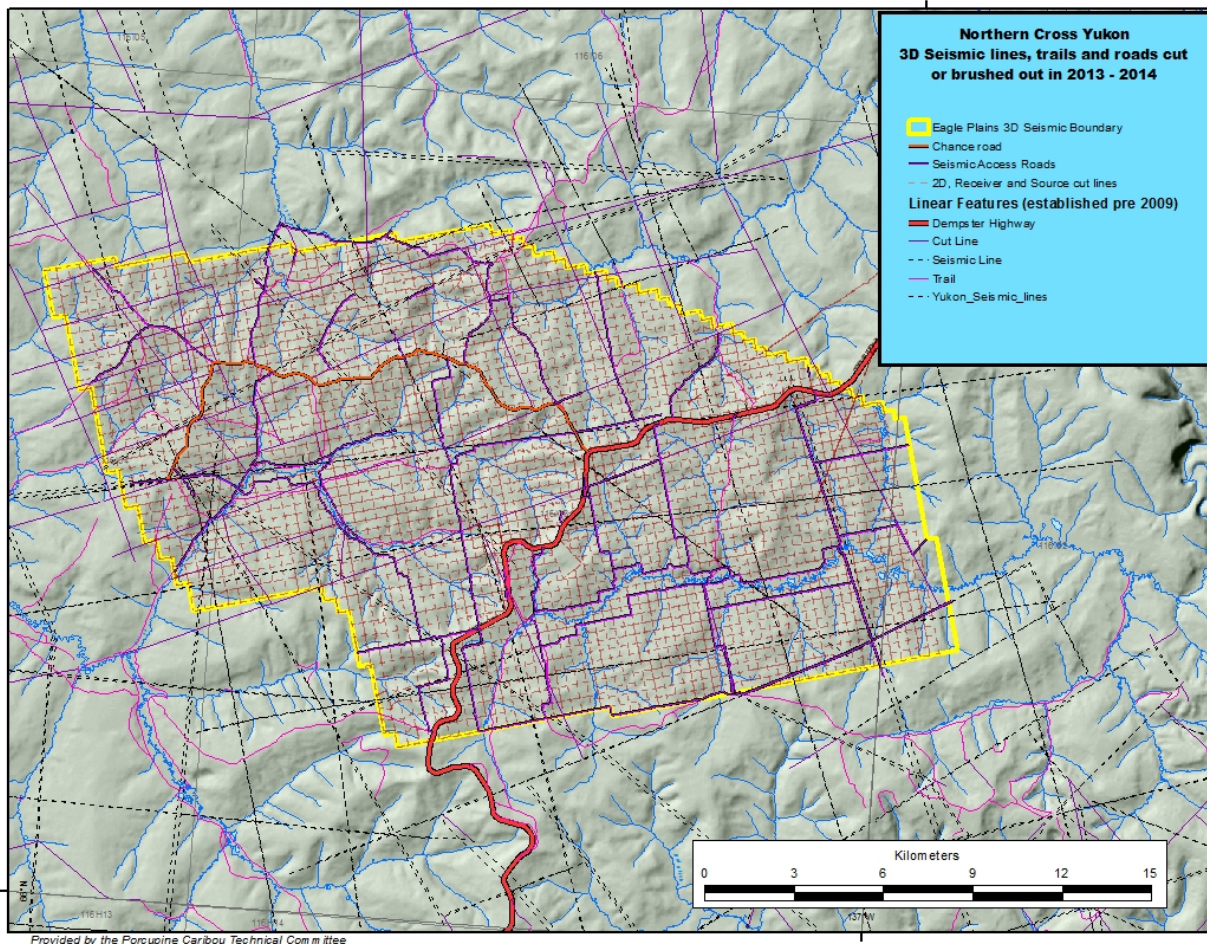 Northern Cross Yukon
3D Seismic lines, trails and roads cut
or brushed out in 2013 - 2014
Eagle Plains 3D Seismic Boundary
Chance road
Seismic Access Roads
2D, Receiver and Source cut lines
Linear Features (established pre 2009)
Dempster Highway
Cut Line
Seismic Line
Trail
Yukon_Seismic_lines
Kilometers
0 3 6 9 12 15
66°N
116H13
137°W
Provided by the Porcupine Caribou Technical Committee